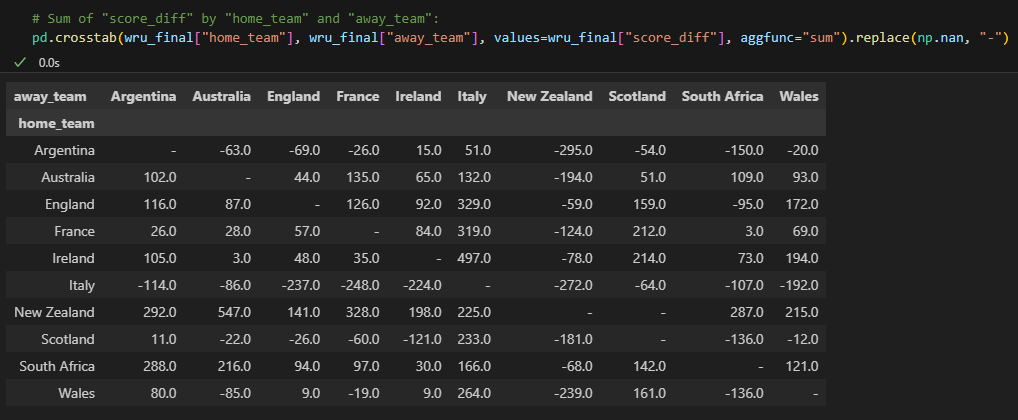 # Sum of "score_diff" by "home_team" and "away_team":
pd.crosstab(wru_final["home_team"], wru_final["away_team"], values=wru_final["score_diff"], aggfunc="sum").replace(np.nan, "-")
✓ 0.0s
away_team Argentina Australia England France Ireland Italy New Zealand Scotland South Africa Wales
home_team
Argentina - -63.0 -69.0 -26.0 15.0 51.0 -295.0 -54.0 -150.0 -20.0
Australia 102.0 - 44.0 135.0 65.0 132.0 -194.0 51.0 109.0 93.0
England 116.0 87.0 - 126.0 92.0 329.0 -59.0 159.0 -95.0 172.0
France 26.0 28.0 57.0 - 84.0 319.0 -124.0 212.0 3.0 69.0
Ireland 105.0 3.0 48.0 35.0 - 497.0 -78.0 214.0 73.0 194.0
Italy -114.0 -86.0 -237.0 -248.0 -224.0 - -272.0 -64.0 -107.0 -192.0
New Zealand 292.0 547.0 141.0 328.0 198.0 225.0 - - 287.0 215.0
Scotland 11.0 -22.0 -26.0 -60.0 -121.0 233.0 -181.0 - -136.0 -12.0
South Africa 288.0 216.0 94.0 97.0 30.0 166.0 -68.0 142.0 - 121.0
Wales 80.0 -85.0 9.0 -19.0 9.0 264.0 -239.0 161.0 -136.0 -